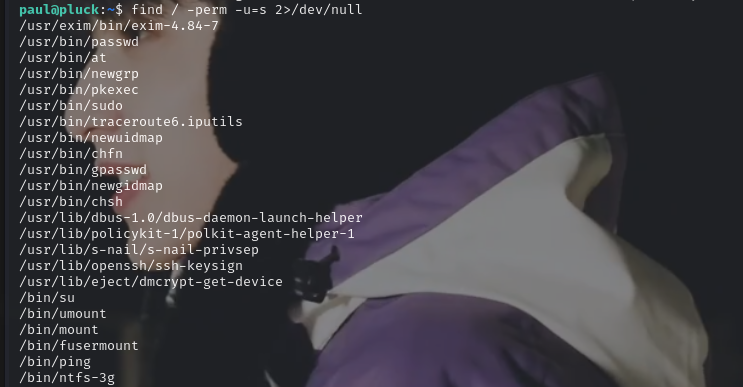 paul@pluck:~$ find / -perm -u=s 2>/dev/null
/usr/exim/bin/exim-4.84-7
/usr/bin/passwd
/usr/bin/at
/usr/bin/newgrp
/usr/bin/pkexec
/usr/bin/sudo
/usr/bin/traceroute6.iputils
/usr/bin/newuidmap
/usr/bin/chfn
/usr/bin/gpasswd
/usr/bin/newgidmap
/usr/bin/chsh
/usr/lib/dbus-1.0/dbus-daemon-launch-helper
/usr/lib/policykit-1/polkit-agent-helper-1
/usr/lib/s-nail/s-nail-privsep
/usr/lib/openssh/ssh-keysign
/usr/lib/eject/dmcrypt-get-device
/bin/su
/bin/umount
/bin/mount
/bin/fusermount
/bin/ping
/bin/ntfs-3g